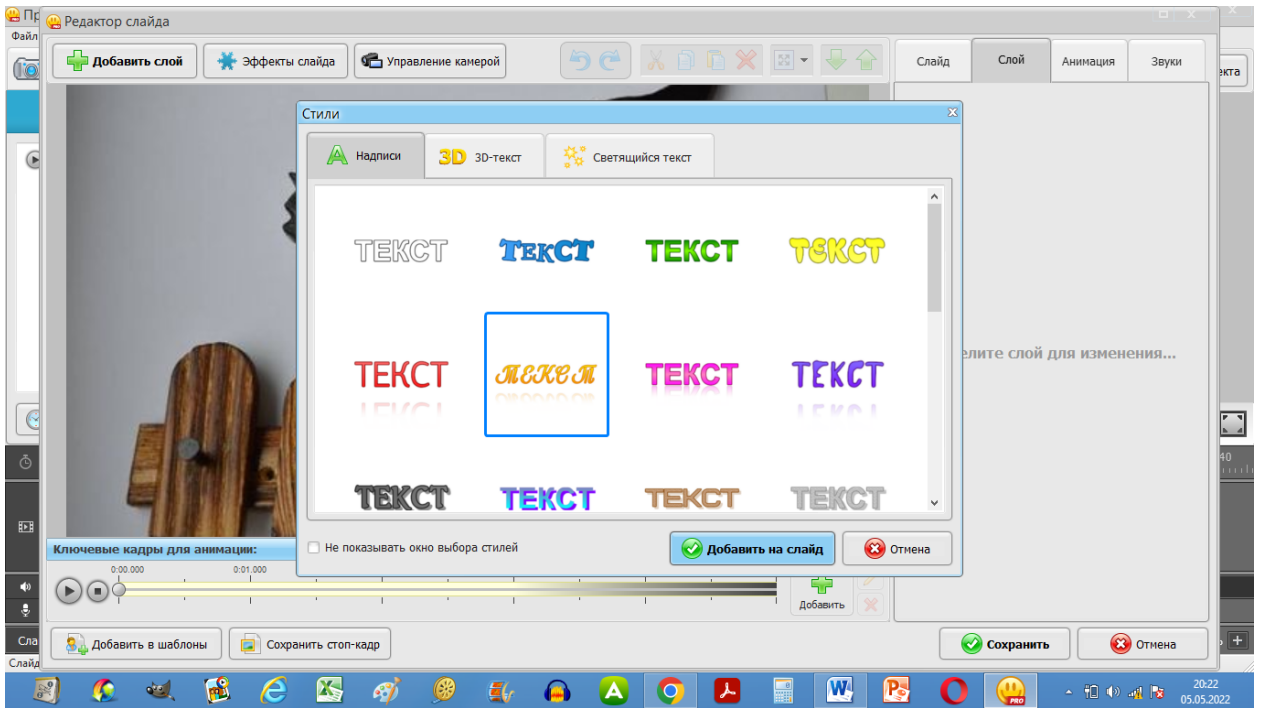 Пр
Редактор слайда
Файл
Добавить слой
Эффекты слайда
Управление камерой
Слайд
Слой
Анимация
Звуки
екта
Стили
Надписи
3D 3D-текст
Светящийся текст
ТЕКСТ ТЕКСТ ТЕКСТ ТЕКСТ
ТЕКСТ ТЕКСТ ТЕКСТ ТЕКСТ
ТЕКСТ ТЕКСТ ТЕКСТ ТЕКСТ
елите слой для изменения...
40
Не показывать окно выбора стилей
Добавить на слайд
Отмена
Ключевые кадры для анимации:
0:00.000 0:01.000
Добавить
Добавить в шаблоны
Сохранить стоп-кадр
Сохранить
Отмена
Сла
Слайд
PRO
20:22
05.05.2022